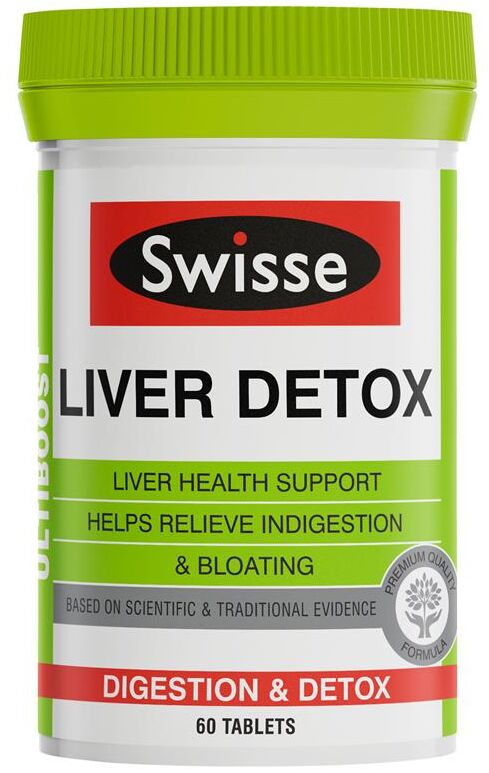 Swisse
ULTIBOOST
LIVER DETOX
LIVER HEALTH SUPPORT
HELPS RELIEVE INDIGESTION
& BLOATING
BASED ON SCIENTIFIC & TRADITIONAL EVIDENCE
PREMIUM QUALITY
FORMULA
DIGESTION & DETOX
60 TABLETS